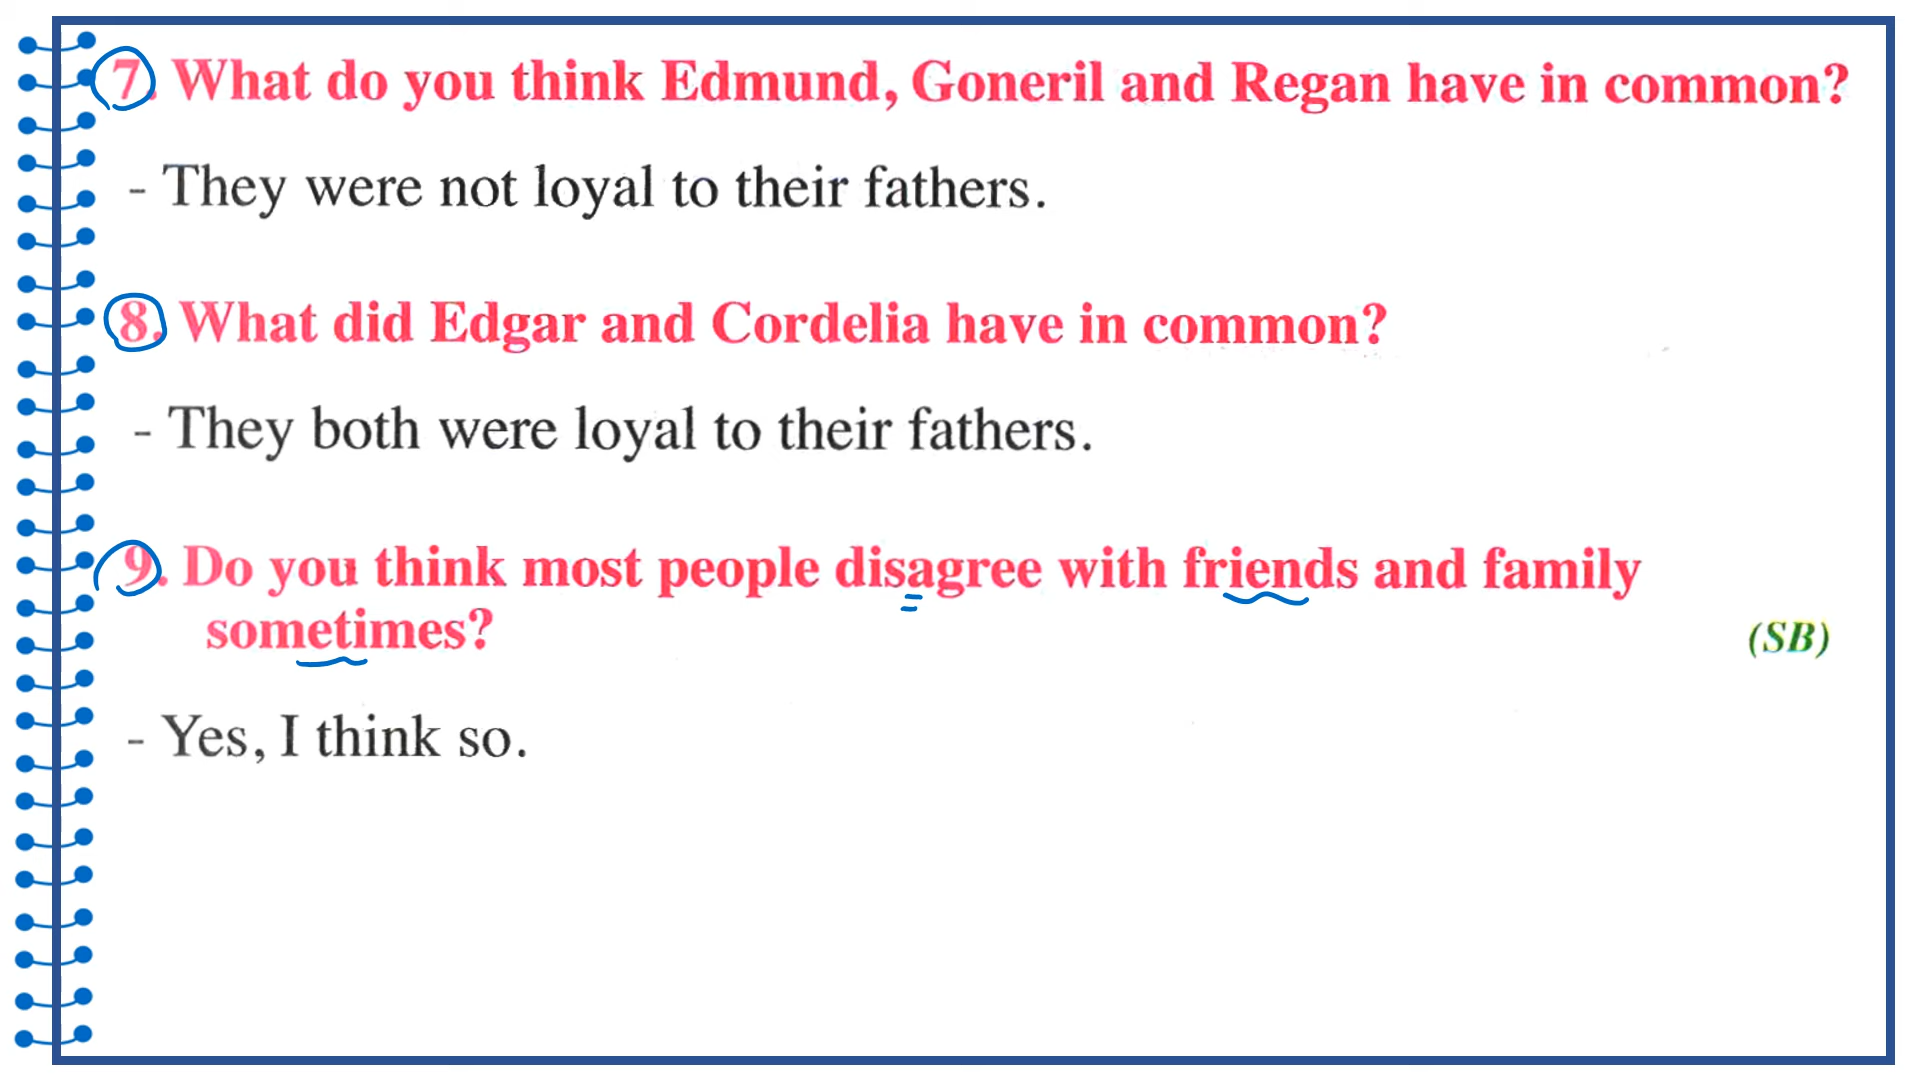 7. What do you think Edmund, Goneril and Regan have in common?
- They were not loyal to their fathers.
8. What did Edgar and Cordelia have in common?
- They both were loyal to their fathers.
9. Do you think most people disagree with friends and family
sometimes?
(SB)
- Yes, I think so.